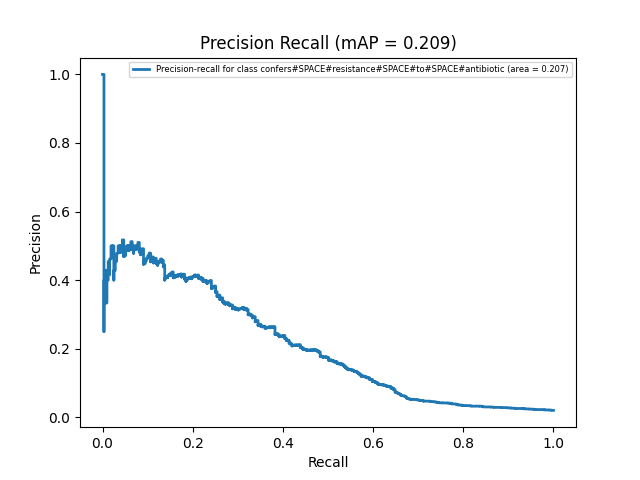 Precision Recall (mAP = 0.209)
Precision-recall for class confers#SPACE#resistance#SPACE#to#SPACE#antibiotic (area = 0.207)
1.0
0.8
0.6
0.4
0.2
0.0
Precision
0.0 0.2 0.4 0.6 0.8 1.0
Recall